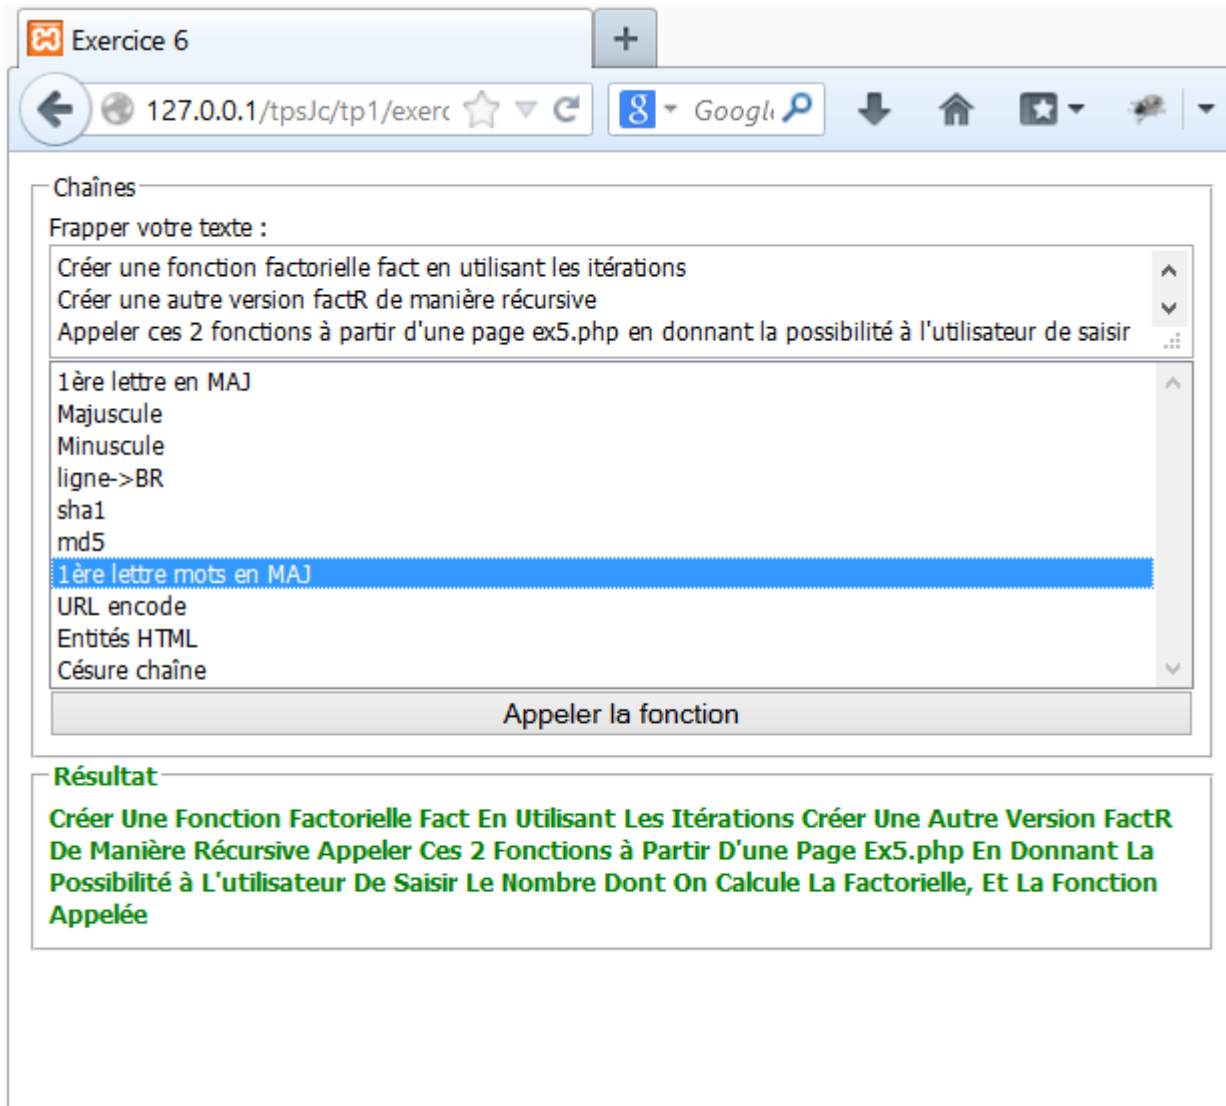 Exercice 6
127.0.0.1/tpsJc/tp1/exerc
Google
Chaînes
Frapper votre texte :
Créer une fonction factorielle fact en utilisant les itérations
Créer une autre version factR de manière récursive
Appeler ces 2 fonctions à partir d'une page ex5.php en donnant la possibilité à l'utilisateur de saisir
1ère lettre en MAJ
Majuscule
Minuscule
ligne->BR
sha1
md5
1ère lettre mots en MAJ
URL encode
Entités HTML
Césure chaîne
Appeler la fonction
Résultat
Créer Une Fonction Factorielle Fact En Utilisant Les Itérations Créer Une Autre Version FactR
De Manière Récursive Appeler Ces 2 Fonctions à Partir D'une Page Ex5.php En Donnant La
Possibilité à L'utilisateur De Saisir Le Nombre Dont On Calcule La Factorielle, Et La Fonction
Appelée